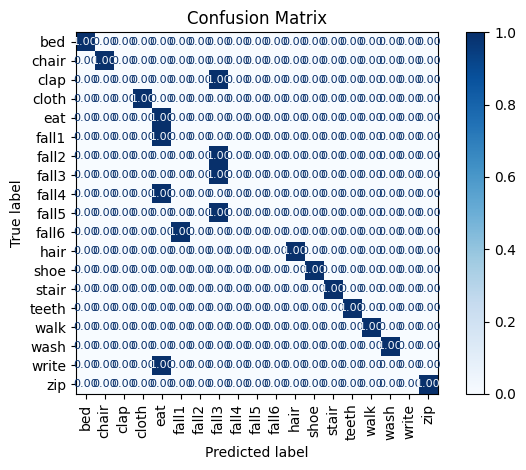 Confusion Matrix
bed 1.00 0.00 0.00 0.00 0.00 0.00 0.00 0.00 0.00 0.00 0.00 0.00 0.00 0.00 0.00 0.00 0.00 0.00 0.00
chair 0.00 1.00 0.00 0.00 0.00 0.00 0.00 0.00 0.00 0.00 0.00 0.00 0.00 0.00 0.00 0.00 0.00 0.00 0.00
clap 0.00 0.00 0.00 0.00 0.00 0.00 0.00 1.00 0.00 0.00 0.00 0.00 0.00 0.00 0.00 0.00 0.00 0.00 0.00
cloth 0.00 0.00 0.00 1.00 0.00 0.00 0.00 0.00 0.00 0.00 0.00 0.00 0.00 0.00 0.00 0.00 0.00 0.00 0.00
eat 0.00 0.00 0.00 0.00 1.00 0.00 0.00 0.00 0.00 0.00 0.00 0.00 0.00 0.00 0.00 0.00 0.00 0.00 0.00
fall1 0.00 0.00 0.00 0.00 1.00 0.00 0.00 0.00 0.00 0.00 0.00 0.00 0.00 0.00 0.00 0.00 0.00 0.00 0.00
fall2 0.00 0.00 0.00 0.00 0.00 0.00 0.00 1.00 0.00 0.00 0.00 0.00 0.00 0.00 0.00 0.00 0.00 0.00 0.00
fall3 0.00 0.00 0.00 0.00 0.00 0.00 0.00 1.00 0.00 0.00 0.00 0.00 0.00 0.00 0.00 0.00 0.00 0.00 0.00
fall4 0.00 0.00 0.00 0.00 1.00 0.00 0.00 0.00 0.00 0.00 0.00 0.00 0.00 0.00 0.00 0.00 0.00 0.00 0.00
fall5 0.00 0.00 0.00 0.00 0.00 0.00 0.00 1.00 0.00 0.00 0.00 0.00 0.00 0.00 0.00 0.00 0.00 0.00 0.00
fall6 0.00 0.00 0.00 0.00 0.00 1.00 0.00 0.00 0.00 0.00 0.00 0.00 0.00 0.00 0.00 0.00 0.00 0.00 0.00
hair 0.00 0.00 0.00 0.00 0.00 0.00 0.00 0.00 0.00 0.00 0.00 1.00 0.00 0.00 0.00 0.00 0.00 0.00 0.00
shoe 0.00 0.00 0.00 0.00 0.00 0.00 0.00 0.00 0.00 0.00 0.00 0.00 1.00 0.00 0.00 0.00 0.00 0.00 0.00
stair 0.00 0.00 0.00 0.00 0.00 0.00 0.00 0.00 0.00 0.00 0.00 0.00 0.00 1.00 0.00 0.00 0.00 0.00 0.00
teeth 0.00 0.00 0.00 0.00 0.00 0.00 0.00 0.00 0.00 0.00 0.00 0.00 0.00 0.00 1.00 0.00 0.00 0.00 0.00
walk 0.00 0.00 0.00 0.00 0.00 0.00 0.00 0.00 0.00 0.00 0.00 0.00 0.00 0.00 0.00 1.00 0.00 0.00 0.00
wash 0.00 0.00 0.00 0.00 0.00 0.00 0.00 0.00 0.00 0.00 0.00 0.00 0.00 0.00 0.00 0.00 1.00 0.00 0.00
write 0.00 0.00 0.00 0.00 1.00 0.00 0.00 0.00 0.00 0.00 0.00 0.00 0.00 0.00 0.00 0.00 0.00 0.00 0.00
zip 0.00 0.00 0.00 0.00 0.00 0.00 0.00 0.00 0.00 0.00 0.00 0.00 0.00 0.00 0.00 0.00 0.00 0.00 1.00
True label
bed chair clap cloth eat fall1 fall2 fall3 fall4 fall5 fall6 hair shoe stair teeth walk wash write zip
Predicted label
1.0
0.8
0.6
0.4
0.2
0.0